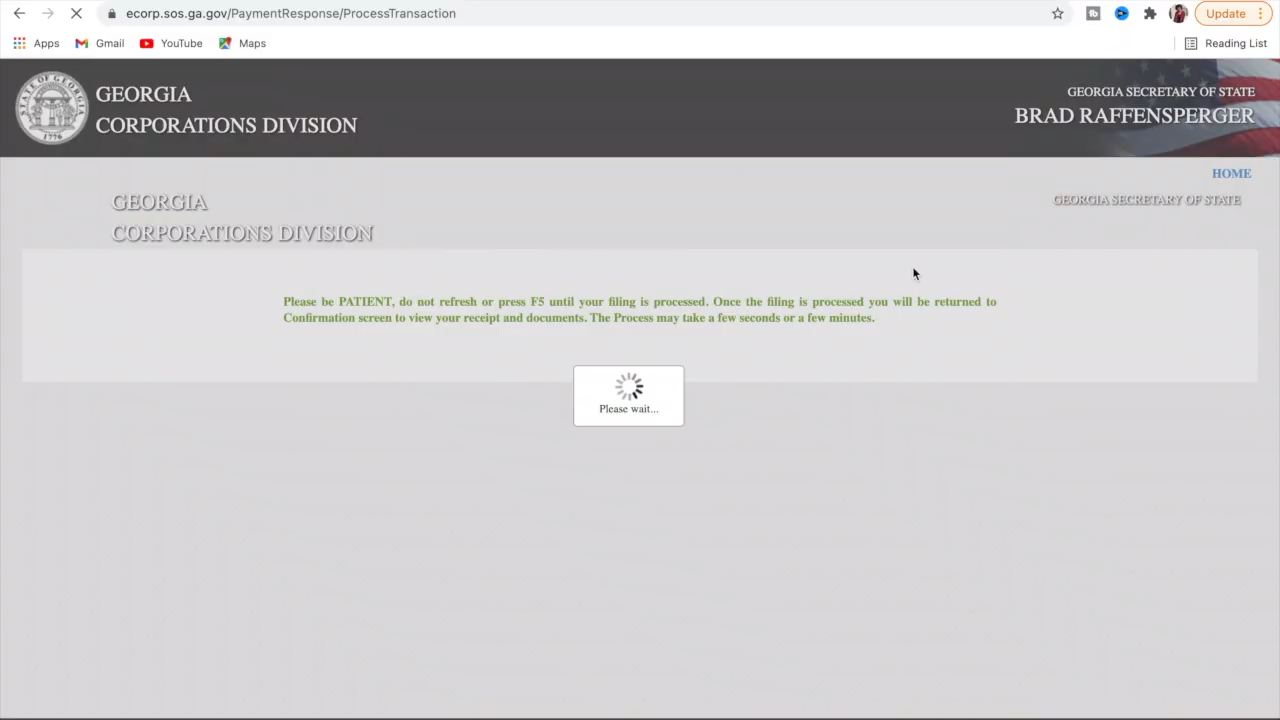 ecorp.sos.ga.gov/PaymentResponse/ProcessTransaction
Update
Apps Gmail YouTube Maps Reading List
GEORGIA
CORPORATIONS DIVISION
GEORGIA SECRETARY OF STATE
BRAD RAFFENSPERGER
HOME
GEORGIA
CORPORATIONS DIVISION
GEORGIA SECRETARY OF STATE
Please be PATIENT, do not refresh or press F5 until your filing is processed. Once the filing is processed you will be returned to
Confirmation screen to view your receipt and documents. The Process may take a few seconds or a few minutes.
Please wait...